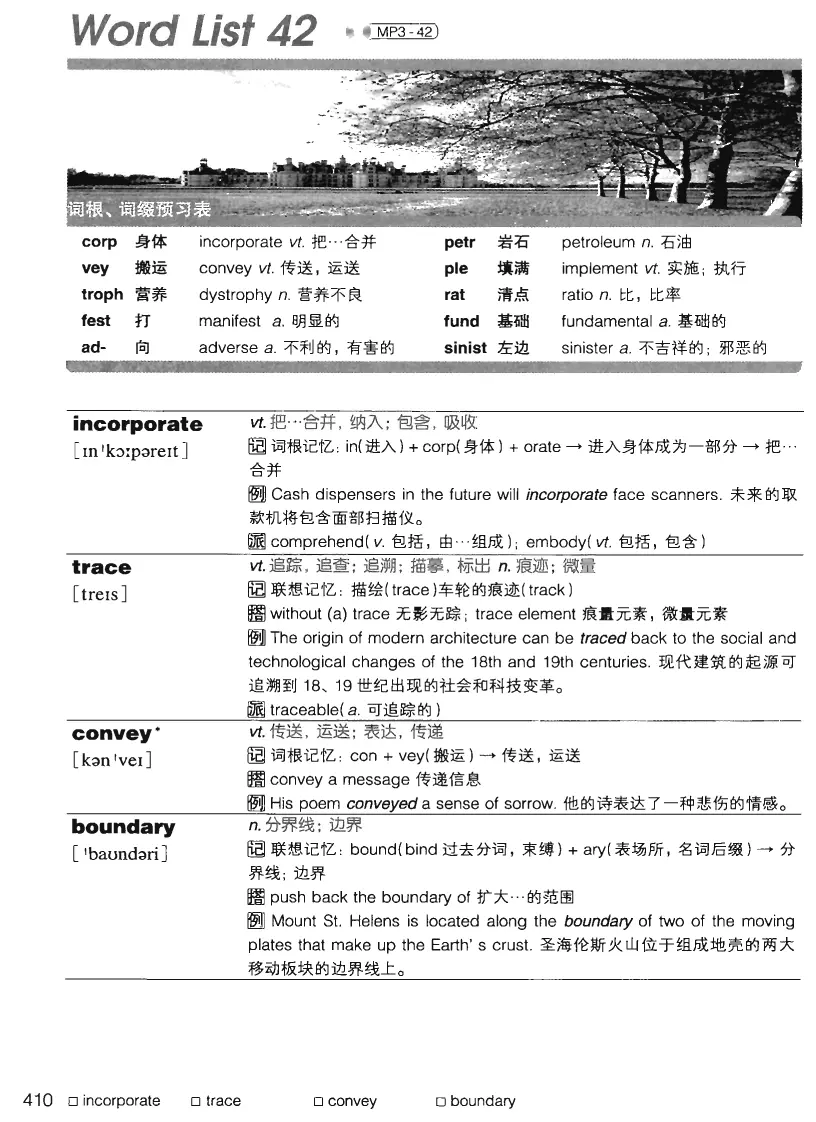 Word List 42 MP3-42
词根、词缀预习表
corp 身体 incorporate vt. 把…合并 petr 岩石 petroleum n. 石油
vey 搬运 convey vt. 传送，运送 ple 填满 implement vt. 实施；执行
troph 营养 dystrophy n. 营养不良 rat 清点 ratio n. 比，比率
fest 打 manifest a. 明显的 fund 基础 fundamental a. 基础的
ad- 向 adverse a. 不利的，有害的 sinist 左边 sinister a. 不吉祥的；邪恶的
incorporate vt. 把…合并，纳入；包含，吸收
[ɪnˈkɔːpəreɪt] 记 词根记忆：in(进入) + corp(身体) + orate → 进入身体成为一部分 → 把…
合并
例 Cash dispensers in the future will incorporate face scanners. 未来的取
款机将包含面部扫描仪。
派 comprehend(v. 包括，由…组成)；embody(vt. 包括，包含)
trace vt. 追踪，追查；追溯；描摹，标出 n. 痕迹；微量
[treɪs] 记 联想记忆：描绘(trace)车轮的痕迹(track)
搭 without (a) trace 无影无踪；trace element 痕量元素，微量元素
例 The origin of modern architecture can be traced back to the social and
technological changes of the 18th and 19th centuries. 现代建筑的起源可
追溯到 18、19 世纪出现的社会和科技变革。
派 traceable(a. 可追踪的)
convey* vt. 传送，运送；表达，传递
[kənˈveɪ] 记 词根记忆：con + vey(搬运) → 传送，运送
搭 convey a message 传递信息
例 His poem conveyed a sense of sorrow. 他的诗表达了一种悲伤的情感。
boundary n. 分界线；边界
[ˈbaʊndəri] 记 联想记忆：bound(bind 过去分词，束缚) + ary(表场所，名词后缀) → 分
界线；边界
搭 push back the boundary of 扩大…的范围
例 Mount St. Helens is located along the boundary of two of the moving
plates that make up the Earth' s crust. 圣海伦斯火山位于组成地壳的两大
移动板块的边界线上。
410 □ incorporate □ trace □ convey □ boundary